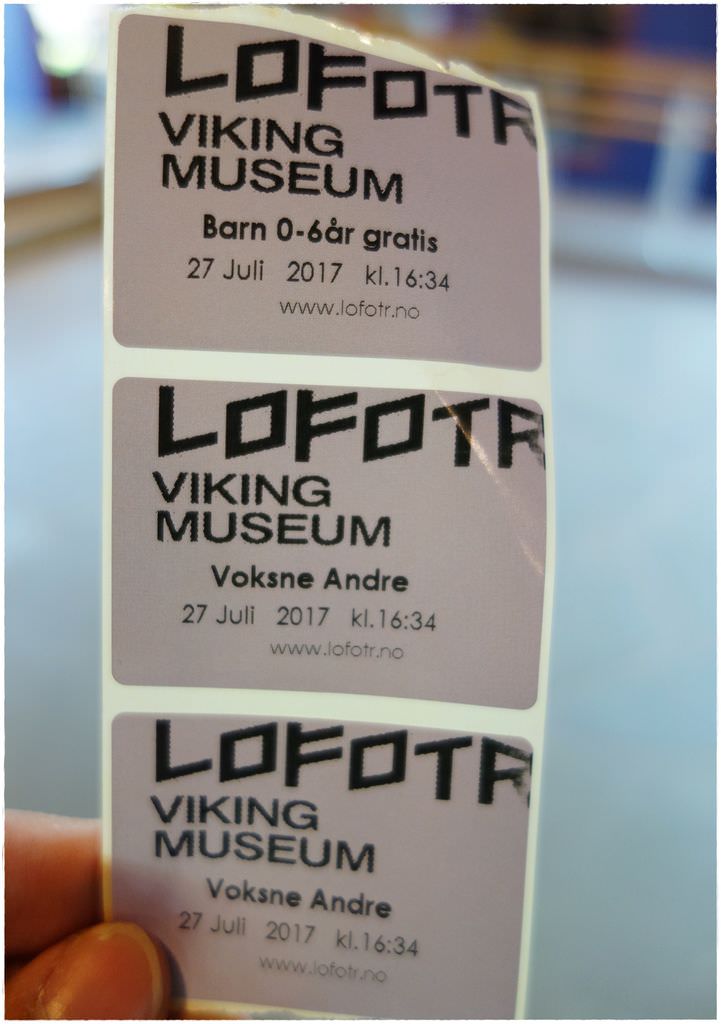 LOFOTR
VIKING
MUSEUM
Barn 0-6år gratis
27 Juli 2017 kl.16:34
www.lofotr.no
LOFOTR
VIKING
MUSEUM
Voksne Andre
27 Juli 2017 kl.16:34
www.lofotr.no
LOFOTR
VIKING
MUSEUM
Voksne Andre
27 Juli 2017 kl.16:34
www.lofotr.no